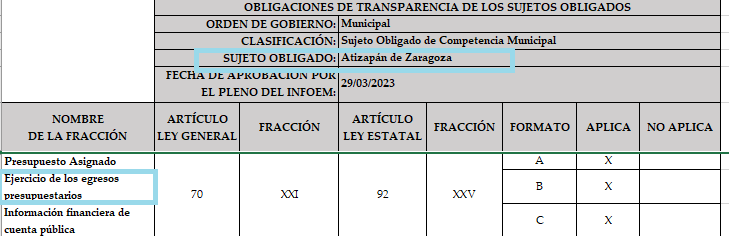 OBLIGACIONES DE TRANSPARENCIA DE LOS SUJETOS OBLIGADOS
ORDEN DE GOBIERNO: Municipal
CLASIFICACIÓN: Sujeto Obligado de Competencia Municipal
SUJETO OBLIGADO: Atizapán de Zaragoza
FECHA DE APROBACIÓN POR
EL PLENO DEL INFOEM: 29/03/2023
NOMBRE
DE LA FRACCIÓN
ARTÍCULO
LEY GENERAL
FRACCIÓN
ARTÍCULO
LEY ESTATAL
FRACCIÓN
FORMATO
APLICA
NO APLICA
Presupuesto Asignado
A X
Ejercicio de los egresos
presupuestarios
70 XXI 92 XXV B X
Información financiera de
cuenta pública
C X